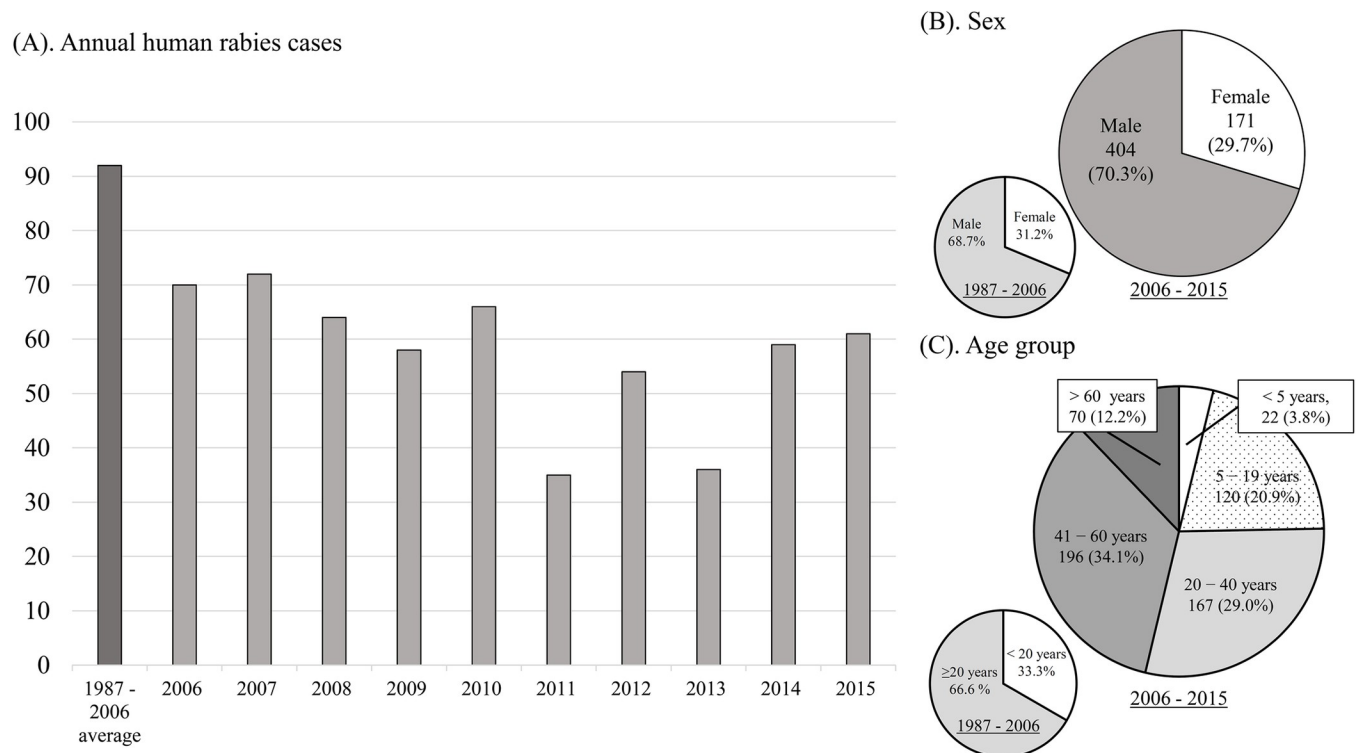 (A). Annual human rabies cases
100
90
80
70
60
50
40
30
20
10
0
1987 -
2006
average
2006
2007
2008
2009
2010
2011
2012
2013
2014
2015
(B). Sex
Male
404
(70.3%)
Female
171
(29.7%)
2006 - 2015
Male
68.7%
Female
31.2%
1987 - 2006
(C). Age group
> 60 years
70 (12.2%)
< 5 years,
22 (3.8%)
5 − 19 years
120 (20.9%)
41 − 60 years
196 (34.1%)
20 − 40 years
167 (29.0%)
2006 - 2015
≥20 years
66.6 %
< 20 years
33.3%
1987 - 2006